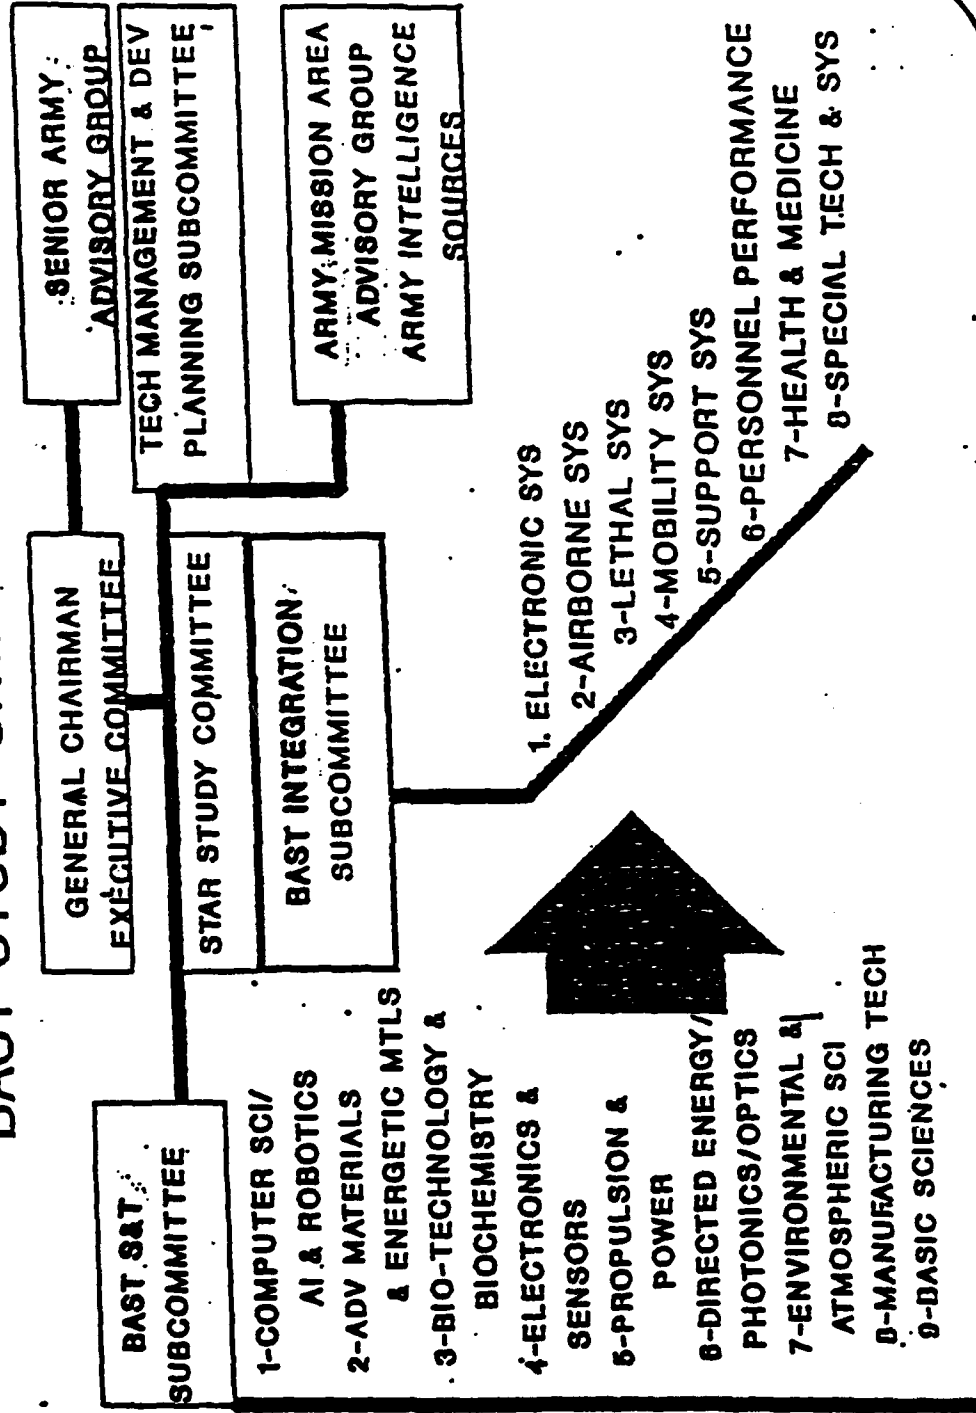 SENIOR ARMY
ADVISORY GROUP
TECH MANAGEMENT & DEV
PLANNING SUBCOMMITTEE
ARMY MISSION AREA
ADVISORY GROUP
ARMY INTELLIGENCE
SOURCES
GENERAL CHAIRMAN
EXECUTIVE COMMITTEE
STAR STUDY COMMITTEE
BAST INTEGRATION
SUBCOMMITTEE
BAST S&T
SUBCOMMITTEE
1-COMPUTER SCI/
AI & ROBOTICS
2-ADV MATERIALS
& ENERGETIC MTLS
3-BIO-TECHNOLOGY &
BIOCHEMISTRY
4-ELECTRONICS &
SENSORS
5-PROPULSION &
POWER
6-DIRECTED ENERGY/
PHOTONICS/OPTICS
7-ENVIRONMENTAL &
ATMOSPHERIC SCI
8-MANUFACTURING TECH
9-BASIC SCIENCES
1. ELECTRONIC SYS
2-AIRBORNE SYS
3-LETHAL SYS
4-MOBILITY SYS
5-SUPPORT SYS
6-PERSONNEL PERFORMANCE
7-HEALTH & MEDICINE
8-SPECIAL TECH & SYS